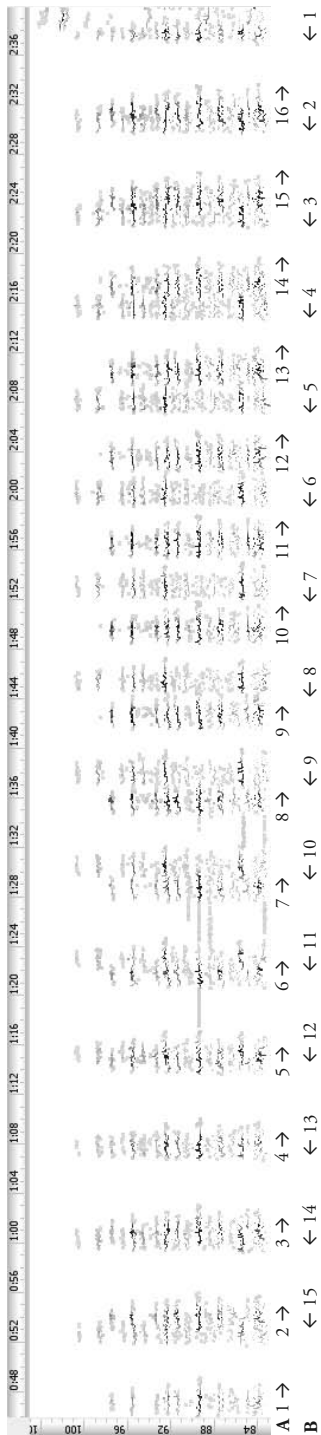 0:48 0:52 0:56 1:00 1:04 1:08 1:12 1:16 1:20 1:24 1:28 1:32 1:36 1:40 1:44 1:48 1:52 1:56 2:00 2:04 2:08 2:12 2:16 2:20 2:24 2:28 2:32 2:36
10
100
96
92
88
84
A 1 → 2 → 3 → 4 → 5 → 6 → 7 → 8 → 9 → 10 → 11 → 12 → 13 → 14 → 15 → 16 →
B ← 15 ← 14 ← 13 ← 12 ← 11 ← 10 ← 9 ← 8 ← 7 ← 6 ← 5 ← 4 ← 3 ← 2 ← 1